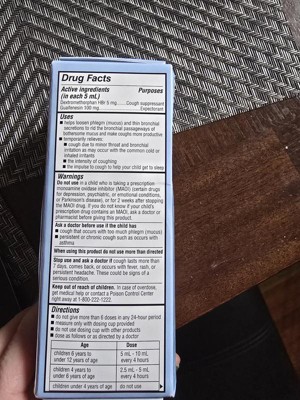 Drug Facts
Active ingredients Purposes
(in each 5 mL)
Dextromethorphan HBr 5 mg.......Cough suppressant
Guaifenesin 100 mg.......Expectorant
Uses
■ helps loosen phlegm (mucus) and thin bronchial
secretions to rid the bronchial passageways of
bothersome mucus and make coughs more productive
■ temporarily relieves:
■ cough due to minor throat and bronchial
irritation as may occur with the common cold or
inhaled irritants
■ the intensity of coughing
■ the impulse to cough to help your child get to sleep
Warnings
Do not use in a child who is taking a prescription
monoamine oxidase inhibitor (MAOI) (certain drugs
for depression, psychiatric, or emotional conditions,
or Parkinson's disease), or for 2 weeks after stopping
the MAOI drug. If you do not know if your child's
prescription drug contains an MAOI, ask a doctor or
pharmacist before giving this product.
Ask a doctor before use if the child has
■ cough that occurs with too much phlegm (mucus)
■ persistent or chronic cough such as occurs with
asthma
When using this product do not use more than directed
Stop use and ask a doctor if cough lasts more than
7 days, comes back, or occurs with fever, rash, or
persistent headache. These could be signs of a
serious condition.
Keep out of reach of children. In case of overdose,
get medical help or contact a Poison Control Center
right away at 1-800-222-1222.
Directions
■ do not give more than 6 doses in any 24-hour period
■ measure only with dosing cup provided
■ do not use dosing cup with other products
■ dose as follows or as directed by a doctor
Age Dose
children 6 years to 5 mL - 10 mL
under 12 years of age every 4 hours
children 4 years to 2.5 mL - 5 mL
under 6 years of age every 4 hours
children under 4 years of age do not use